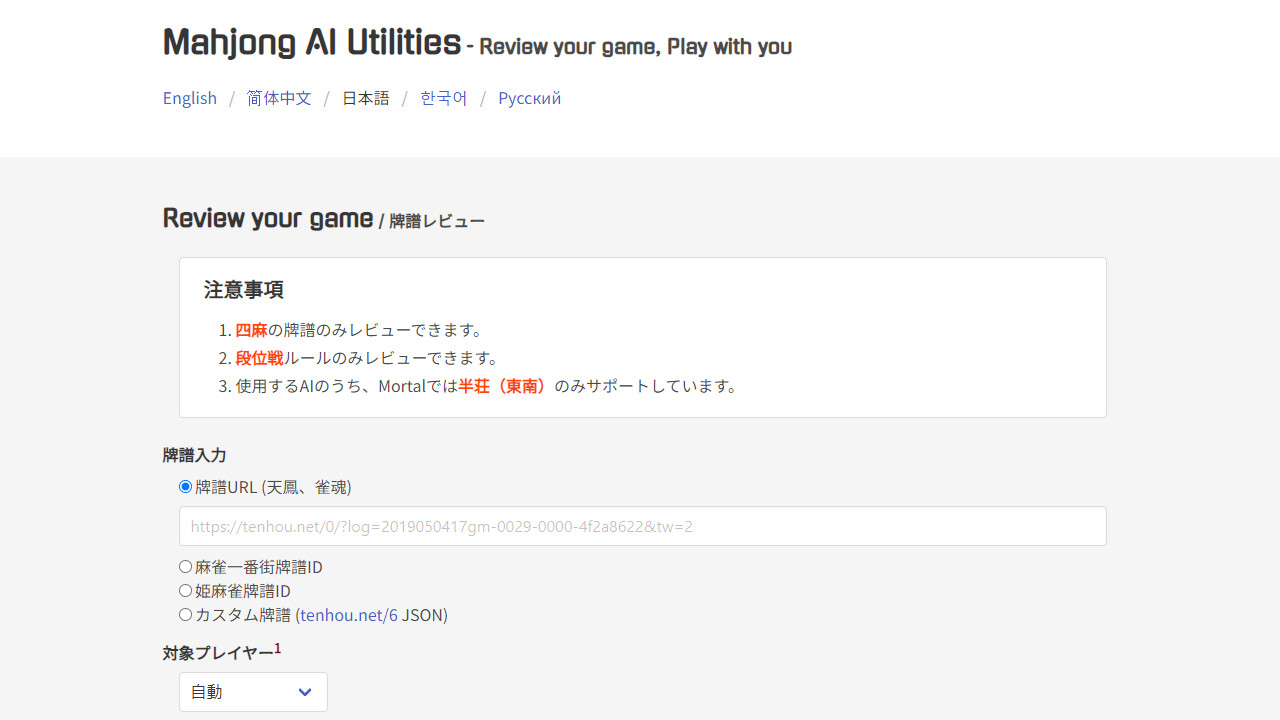 Mahjong AI Utilities - Review your game, Play with you
English / 简体中文 / 日本語 / 한국어 / Русский
Review your game / 牌譜レビュー
注意事項
1. 四麻の牌譜のみレビューできます。
2. 段位戦ルールのみレビューできます。
3. 使用するAIのうち、Mortalでは半荘（東南）のみサポートしています。
牌譜入力
牌譜URL (天鳳、雀魂)
https://tenhou.net/0/?log=2019050417gm-0029-0000-4f2a8622&tw=2
麻雀一番街牌譜ID
姫麻雀牌譜ID
カスタム牌譜 (tenhou.net/6 JSON)
対象プレイヤー1
自動